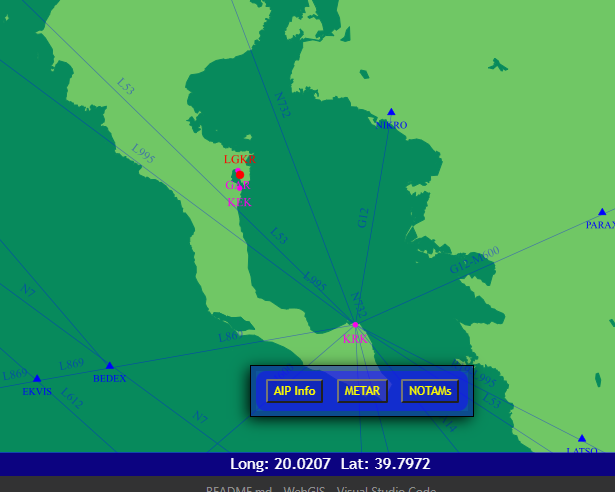 L53
N732
NIKRO
L995
LGKR
KRK
G12
PARAX
L53
G12-M600
L995
N732
N7
KRK
L869
L869
BEDEX
EKVIS
L612
AIP Info METAR NOTAMs
L995
L53
N7
LATSO
Long: 20.0207 Lat: 39.7972
README.md - WebGIS - Visual Studio Code